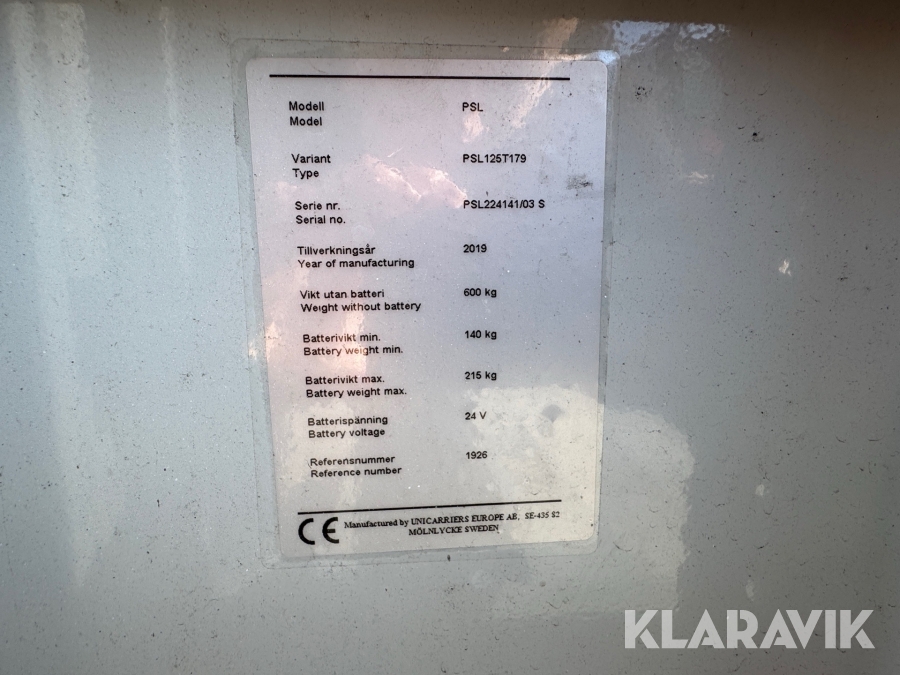 Modell PSL
Model
Variant PSL125T179
Type
Serie nr. PSL224141/03 S
Serial no.
Tillverkningsår 2019
Year of manufacturing
Vikt utan batteri 600 kg
Weight without battery
Batterivikt min. 140 kg
Battery weight min.
Batterivikt max. 215 kg
Battery weight max.
Batterispänning 24 V
Battery voltage
Referensnummer 1926
Reference number
CE Manufactured by UNICARRIERS EUROPE AB, SE-435 82
MÖLNLYCKE SWEDEN
KLARAVIK